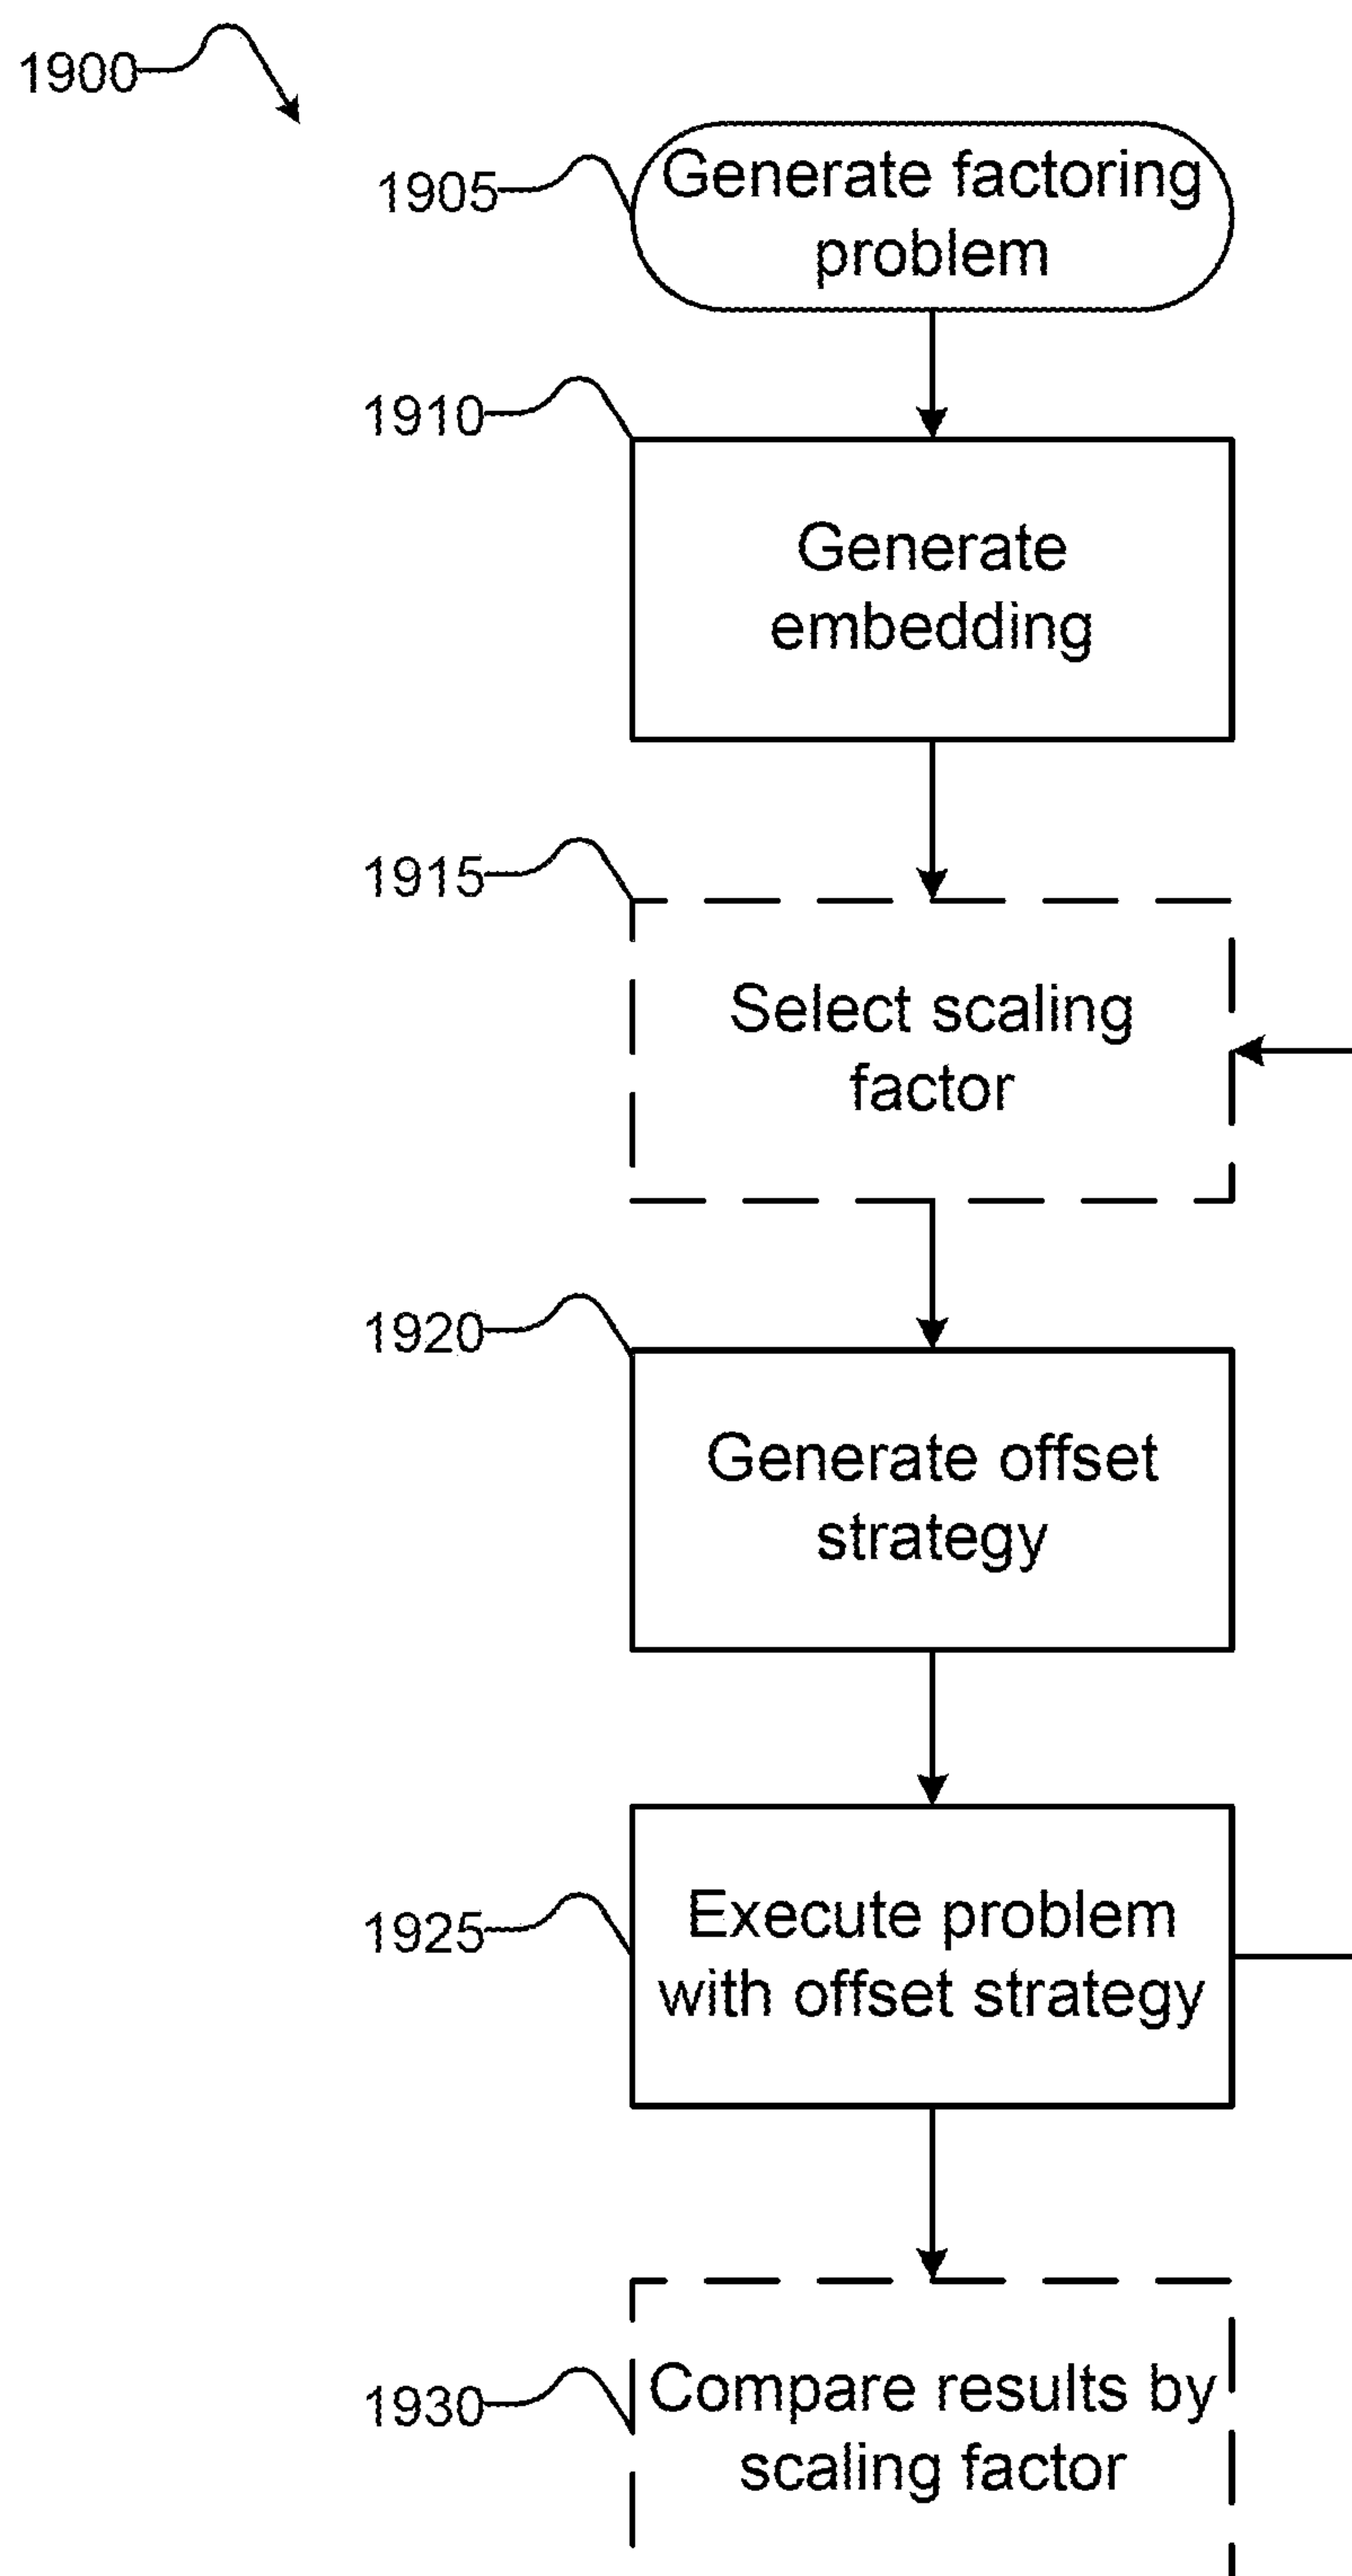 1900
1905
Generate factoring
problem
1910
Generate
embedding
1915
Select scaling
factor
1920
Generate offset
strategy
1925
Execute problem
with offset strategy
1930
Compare results by
scaling factor